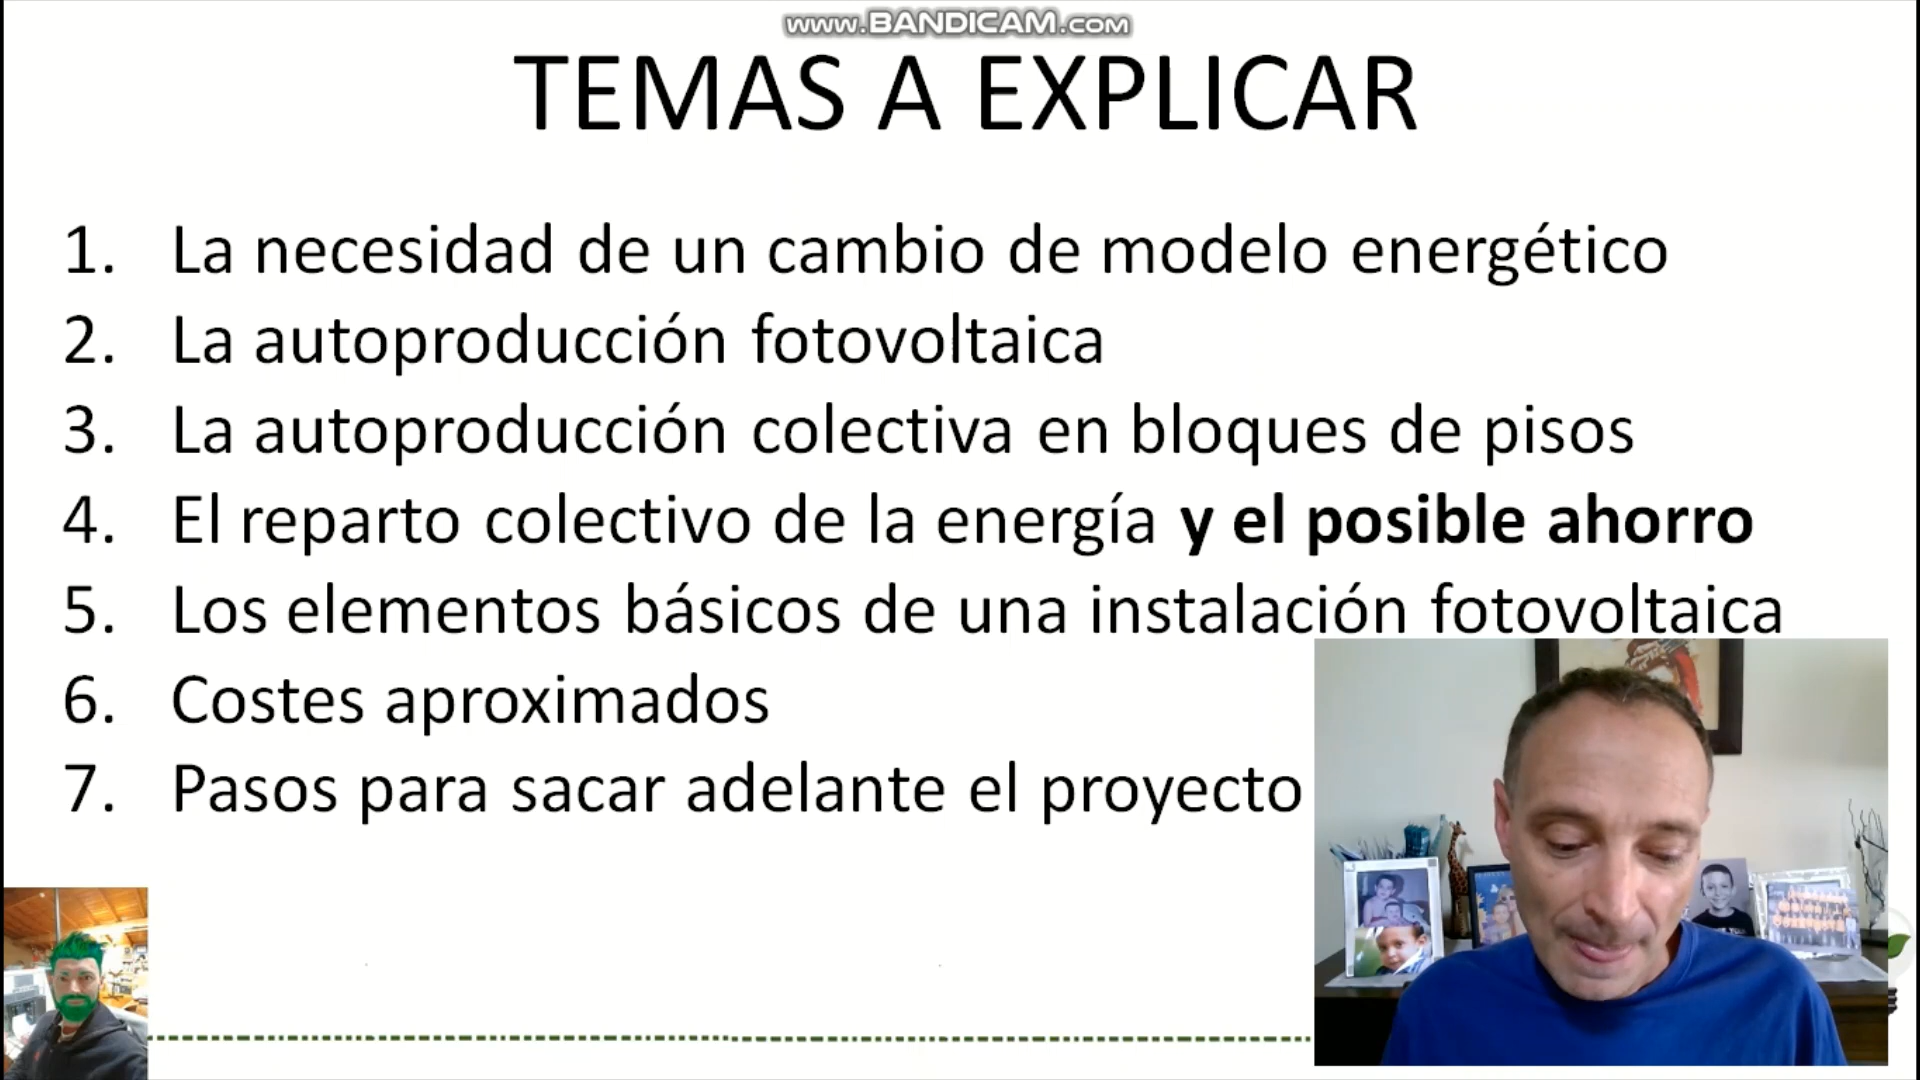 www.BANDICAM.com
TEMAS A EXPLICAR
1. La necesidad de un cambio de modelo energético
2. La autoproducción fotovoltaica
3. La autoproducción colectiva en bloques de pisos
4. El reparto colectivo de la energía y el posible ahorro
5. Los elementos básicos de una instalación fotovoltaica
6. Costes aproximados
7. Pasos para sacar adelante el proyecto